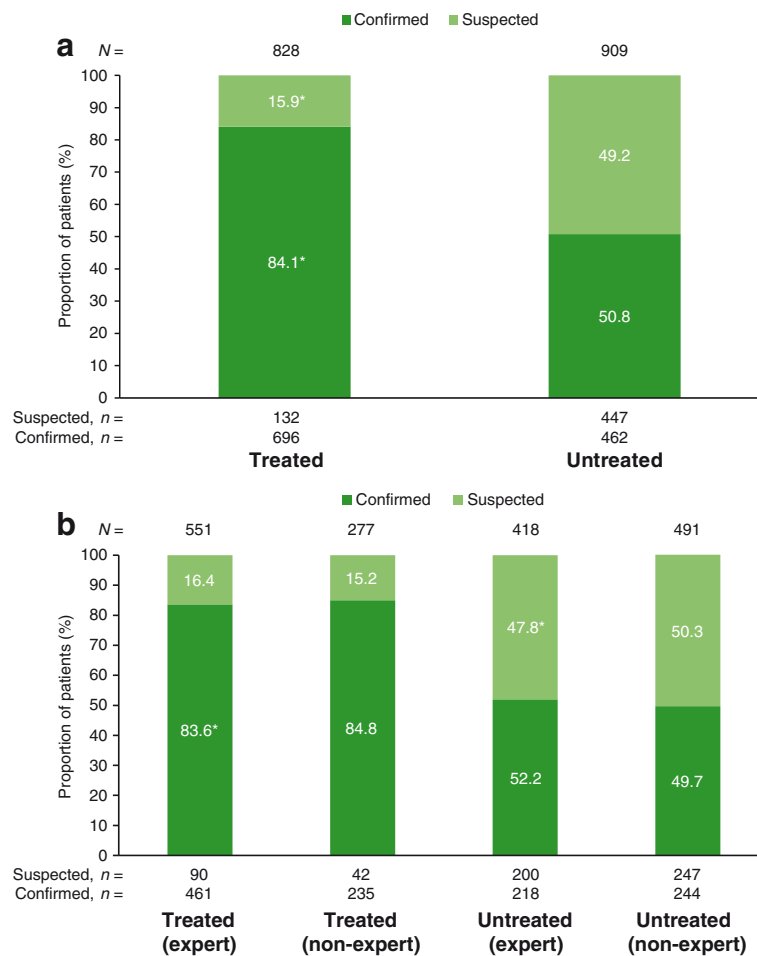 ■ Confirmed ■ Suspected
a
N = 828 909
100
90
80
70
60
50
40
30
20
10
0
Proportion of patients (%)
15.9*
84.1*
49.2
50.8
Suspected, n = 132 447
Confirmed, n = 696 462
Treated Untreated
■ Confirmed ■ Suspected
b
N = 551 277 418 491
100
90
80
70
60
50
40
30
20
10
0
Proportion of patients (%)
16.4
83.6*
15.2
84.8
47.8*
52.2
50.3
49.7
Suspected, n = 90 42 200 247
Confirmed, n = 461 235 218 244
Treated Treated Untreated Untreated
(expert) (non-expert) (expert) (non-expert)